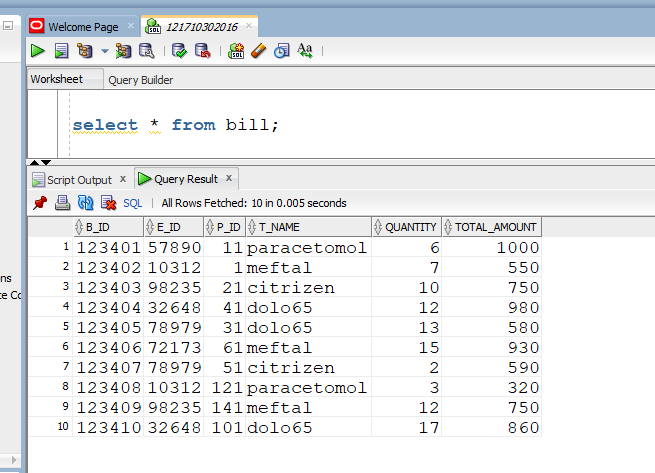 Welcome Page × 121710302016 ×
SQL
Worksheet Query Builder
select * from bill;
Script Output × Query Result ×
SQL | All Rows Fetched: 10 in 0.005 seconds
B_ID E_ID P_ID T_NAME QUANTITY TOTAL_AMOUNT
1 123401 57890 11 paracetomol 6 1000
2 123402 10312 1 meftal 7 550
3 123403 98235 21 citrizen 10 750
ns
te Co
4 123404 32648 41 dolo65 12 980
5 123405 78979 31 dolo65 13 580
6 123406 72173 61 meftal 15 930
7 123407 78979 51 citrizen 2 590
8 123408 10312 121 paracetomol 3 320
9 123409 98235 141 meftal 12 750
10 123410 32648 101 dolo65 17 860